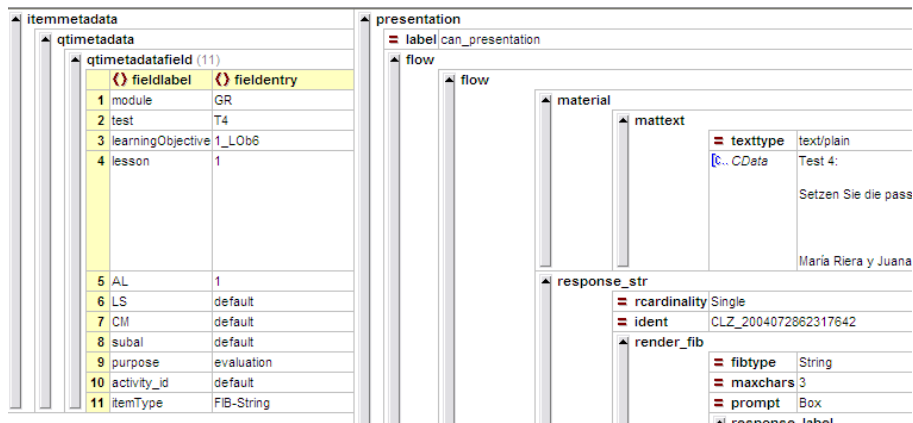 itemmetadata
qtimetadata
qtimetadatafield (11)
fieldlabel fieldentry
1 module GR
2 test T4
3 learningObjective 1_LOb6
4 lesson 1
5 AL 1
6 LS default
7 CM default
8 subal default
9 purpose evaluation
10 activity_id default
11 itemType FIB-String
presentation
= label can_presentation
flow
flow
material
mattext
= texttype text/plain
[c.. CData Test 4:
Setzen Sie die pass
María Riera y Juana
response_str
= rcardinality Single
= ident CLZ_2004072862317642
render_fib
= fibtype String
= maxchars 3
= prompt Box
response_label